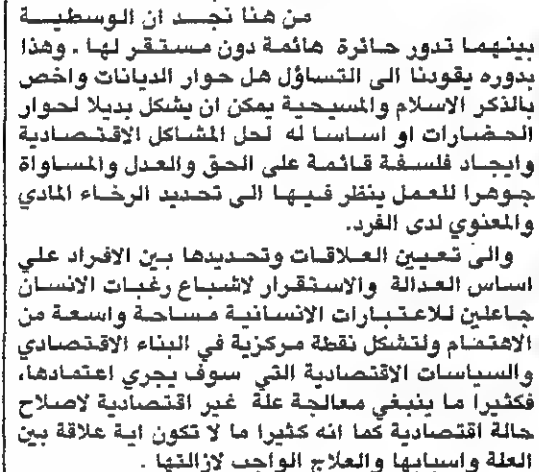 من هنا نجد ان الوسطية
بينهما تدور حائرة هائمة دون مستقر لها . وهذا
بدوره يقودنا الى التساؤل هل حوار الديانات واخص
بالذكر الاسلام والمسيحية يمكن ان يشكل بديلا لحوار
الحضارات او اساسا له لحل المشاكل الاقتصادية
وايجاد فلسفة قائمة على الحق والعدل والمساواة
جوهرا للعمل ينظر فيها الى تحديد الرخاء المادي
والمعنوي لدى الفرد.
والى تعيين العلاقات وتحديدها بين الافراد علي
اساس العدالة والاستقرار لاشباع رغبات الانسان
جاعلين للاعتبارات الانسانية مساحة واسعة من
الاهتمام ولتشكل نقطة مركزية في البناء الاقتصادي
والسياسات الاقتصادية التي سوف يجري اعتمادها،
فكثيرا ما ينبغي معالجة علة غير اقتصادية لاصلاح
حالة اقتصادية كما انه كثيرا ما لا تكون اية علاقة بين
العلة واسبابها والعلاج الواجب لازالتها .